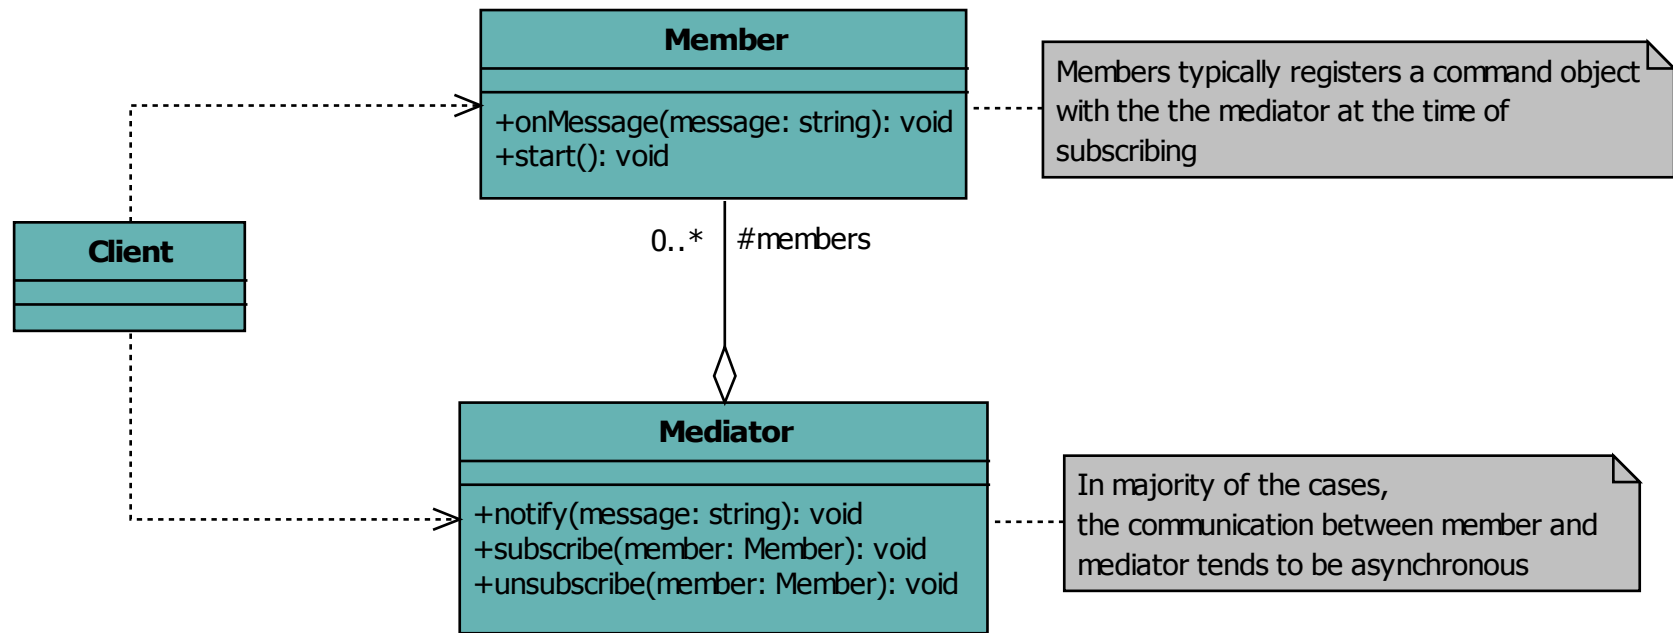 Member
+onMessage(message: string): void
+start(): void
Members typically registers a command object
with the the mediator at the time of
subscribing
0..*
#members
Client
Mediator
+notify(message: string): void
+subscribe(member: Member): void
+unsubscribe(member: Member): void
In majority of the cases,
the communication between member and
mediator tends to be asynchronous